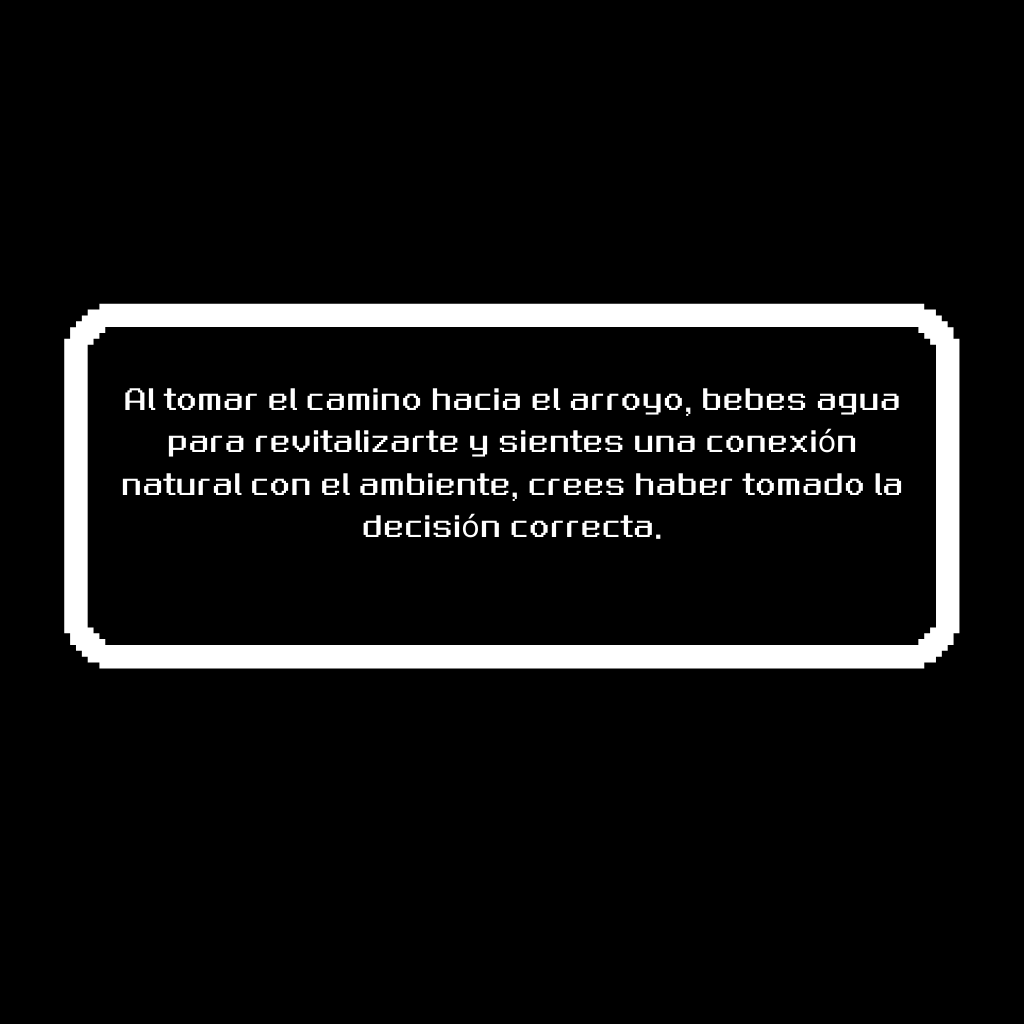 Al tomar el camino hacia el arroyo, bebes agua
para revitalizarte y sientes una conexión
natural con el ambiente, crees haber tomado la
decisión correcta.